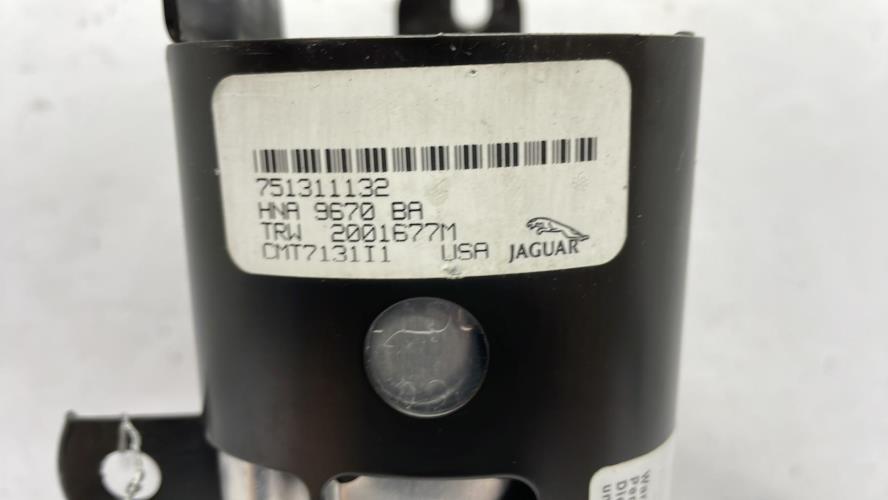 751311132
HNA 9670 BA
TRW 2001677M
CMT7131I1 USA JAGUAR